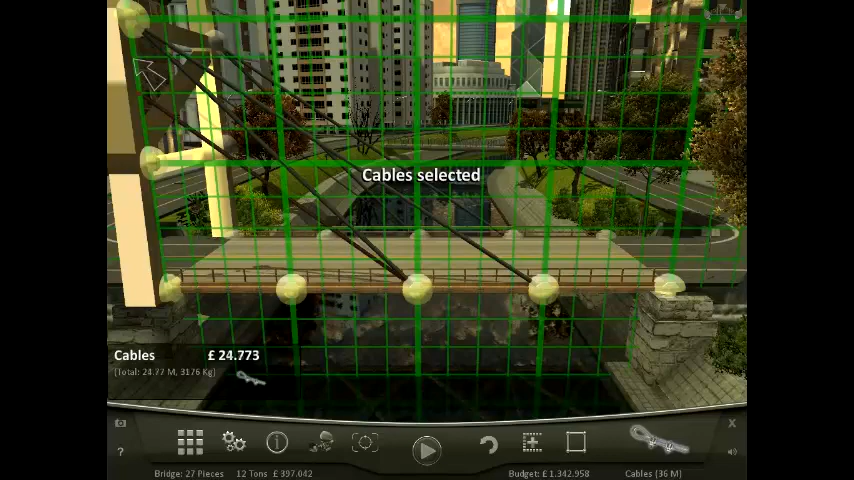 Cables selected
Cables £ 24.773
(Total: 24.77 M, 3176 Kg)
?
X
Bridge: 27 Pieces 12 Tons £ 397.042 Budget: £ 1.342.958 Cables (36 M)